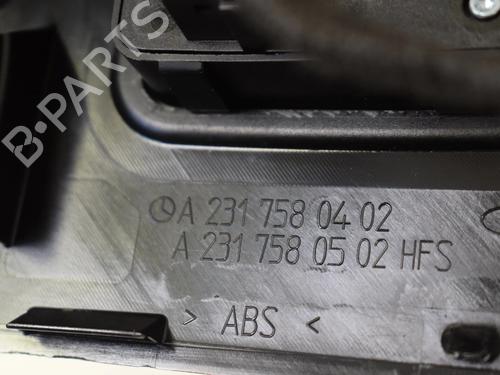 B-PARTS
A 231 758 04 02
A 231 758 05 02 HFS
> ABS <